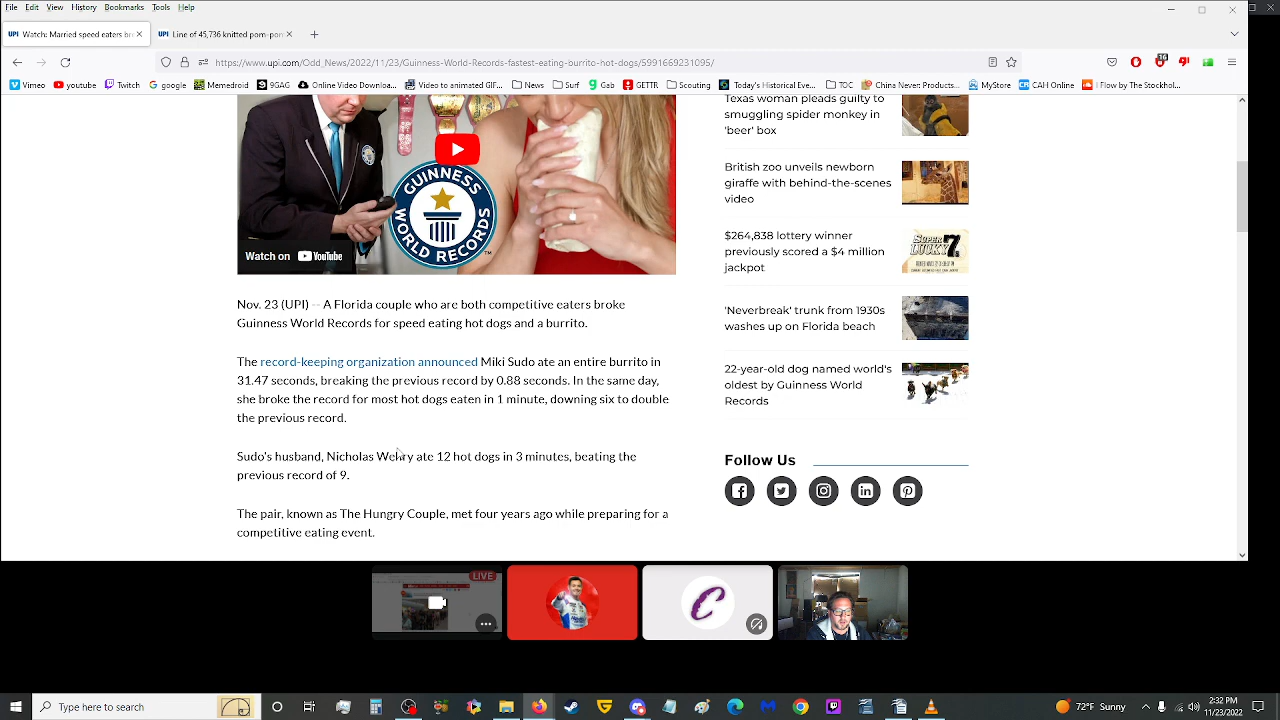 File Edit View History Bookmarks Tools Help
UPI Watch: Married speed eaters br
UPI Line of 45,736 knitted pom-pon
https://www.upi.com/Odd_News/2022/11/23/Guinness-World-Records-fastest-eating-burrito-hot-dogs/5991669231095/
16
Vimeo youtube Twitch google Memedroid 9GAG Online Video Downloa... Video to animated GIF... News Surf Gab GETTR Scouting Today's Historical Eve... TOC China Never: Products... MyStore CAH Online I Flow by The Stockhol...
GUINNESS
WORLD RECORDS
h on YouTube
Nov. 23 (UPI) -- A Florida couple who are both competitive eaters broke
Guinness World Records for speed eating hot dogs and a burrito.
The record-keeping organization announced Miki Sudo ate an entire burrito in
31.47 seconds, breaking the previous record by 0.33 seconds. In the same day,
she broke the record for most hot dogs eaten in 1 minute, downing six to double
the previous record.
Sudo's husband, Nicholas Wehry ate 12 hot dogs in 3 minutes, beating the
previous record of 9.
The pair, known as The Hungry Couple, met four years ago while preparing for a
competitive eating event.
Texas woman pleads guilty to
smuggling spider monkey in
'beer' box
British zoo unveils newborn
giraffe with behind-the-scenes
video
$264,838 lottery winner
previously scored a $4 million
jackpot
SUPER
LUCKY 7's
'Neverbreak' trunk from 1930s
washes up on Florida beach
22-year-old dog named world's
oldest by Guinness World
Records
Follow Us
LIVE
C
Type here to search
72°F Sunny
2:32 PM
11/23/2022